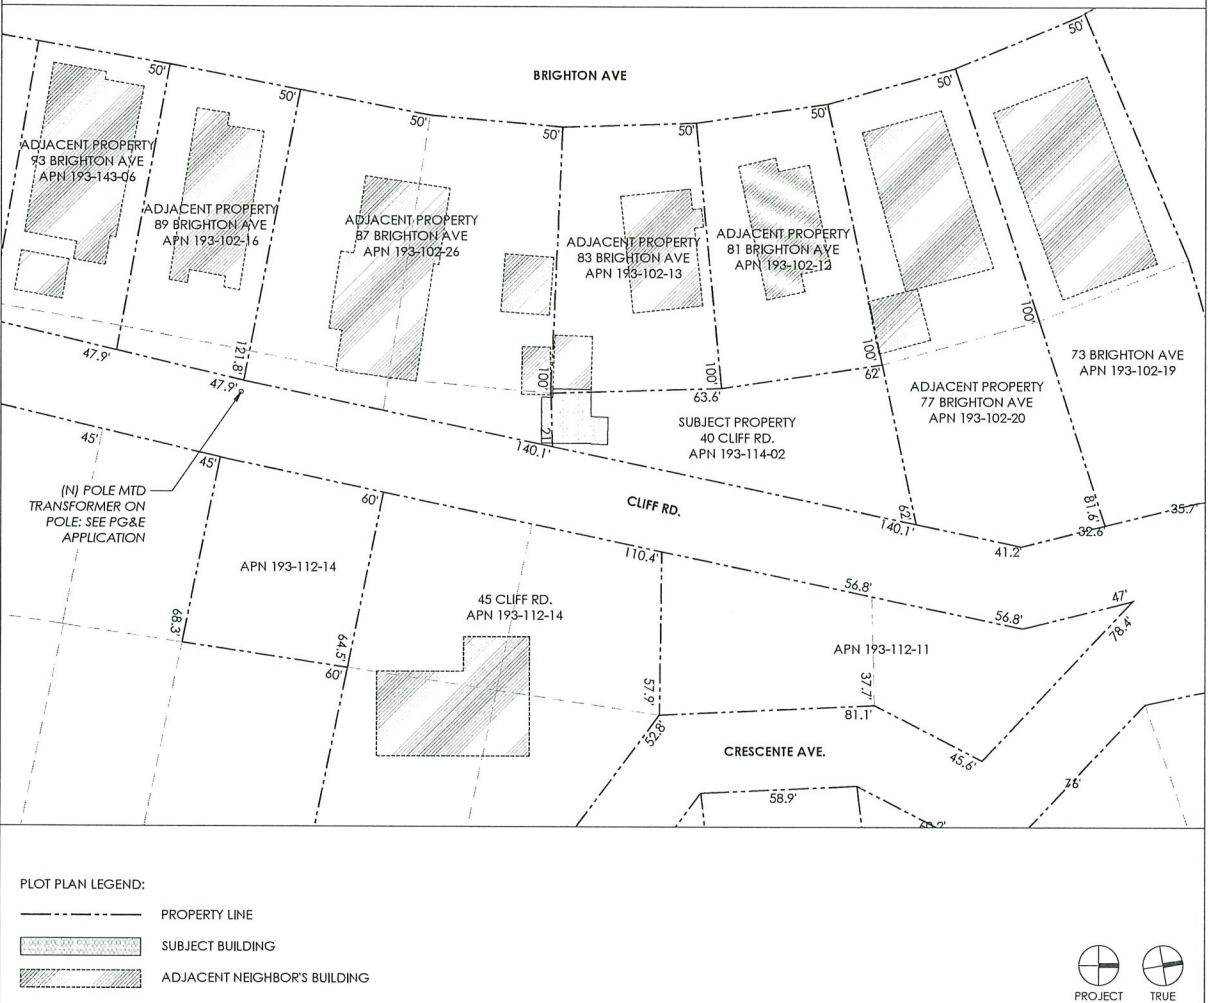 BRIGHTON AVE
50'
50'
50'
50'
50'
50'
50'
50'
50'
ADJACENT PROPERTY
93 BRIGHTON AVE
APN 193-143-06
ADJACENT PROPERTY
89 BRIGHTON AVE
APN 193-102-16
ADJACENT PROPERTY
87 BRIGHTON AVE
APN 193-102-26
ADJACENT PROPERTY
83 BRIGHTON AVE
APN 193-102-13
ADJACENT PROPERTY
81 BRIGHTON AVE
APN 193-102-12
100'
73 BRIGHTON AVE
APN 193-102-19
ADJACENT PROPERTY
77 BRIGHTON AVE
APN 193-102-20
47.9'
121.8'
47.9'
100'
100'
100'
62'
63.6'
SUBJECT PROPERTY
40 CLIFF RD.
APN 193-114-02
21'
140.1'
45'
45'
60'
(N) POLE MTD
TRANSFORMER ON
POLE: SEE PG&E
APPLICATION
CLIFF RD.
62'
140.1'
81.6'
32.6'
35.7'
41.2'
110.4'
APN 193-112-14
45 CLIFF RD.
APN 193-112-14
56.8'
56.8'
47'
78.4'
68.3'
64.5'
60'
APN 193-112-11
57.9'
37.7'
52.8'
81.1'
CRESCENTE AVE.
45.6'
58.9'
76'
60.2'
PLOT PLAN LEGEND:
PROPERTY LINE
SUBJECT BUILDING
ADJACENT NEIGHBOR'S BUILDING
PROJECT
TRUE